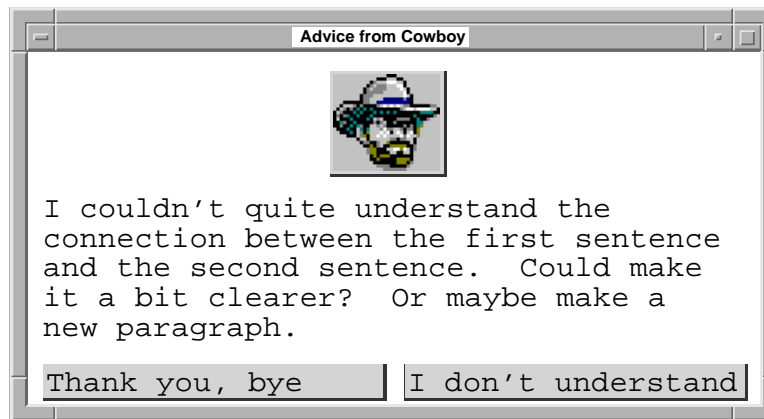 Advice from Cowboy
I couldn't quite understand the
connection between the first sentence
and the second sentence.  Could make
it a bit clearer?  Or maybe make a
new paragraph.
Thank you, bye
I don't understand